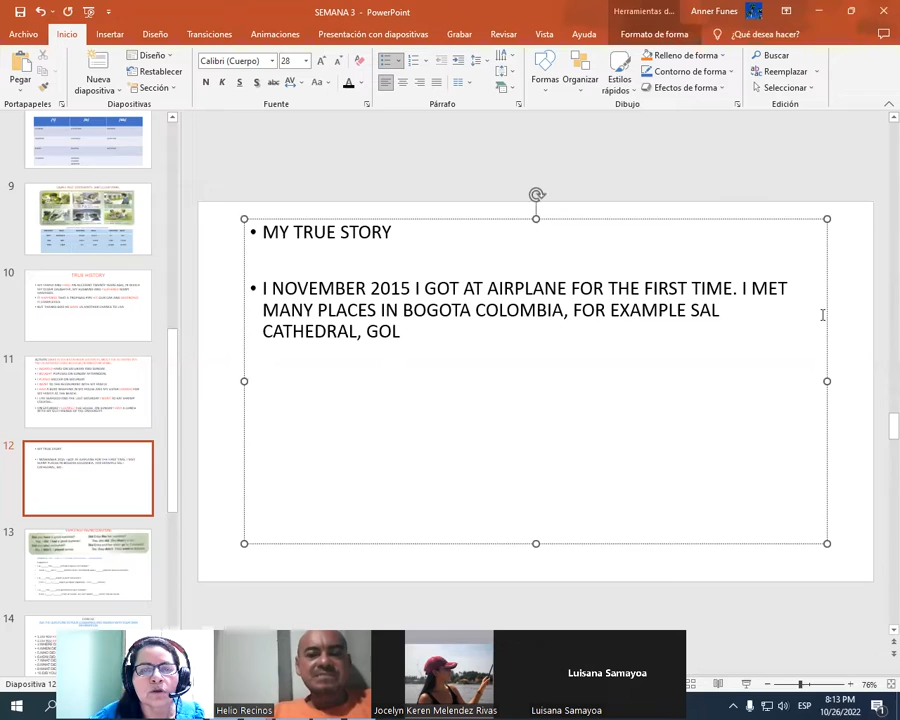 SEMANA 3 - PowerPoint
Herramientas d...
Anner Funes
Archivo
Inicio
Insertar
Diseño
Transiciones
Animaciones
Presentación con diapositivas
Grabar
Revisar
Vista
Ayuda
Formato de forma
¿Qué desea hacer?
Pegar
Nueva
diapositiva
Diseño
Restablecer
Sección
Calibri (Cuerpo)
28
N K S abc AV Aa A
Formas
Organizar
Estilos
rápidos
Relleno de forma
Contorno de forma
Efectos de forma
Buscar
Reemplazar
Seleccionar
Portapapeles
Diapositivas
Fuente
Párrafo
Dibujo
Edición
9
10
TRUE HISTORY
11
12
13
14
• MY TRUE STORY
• I NOVEMBER 2015 I GOT AT AIRPLANE FOR THE FIRST TIME. I MET
MANY PLACES IN BOGOTA COLOMBIA, FOR EXAMPLE SAL
CATHEDRAL, GOL
Diapositiva 12
Helio Recinos
Jocelyn Keren Melendez Rivas
Luisana Samayoa
Luisana Samayoa
76%
ESP
8:13 PM
10/26/2022